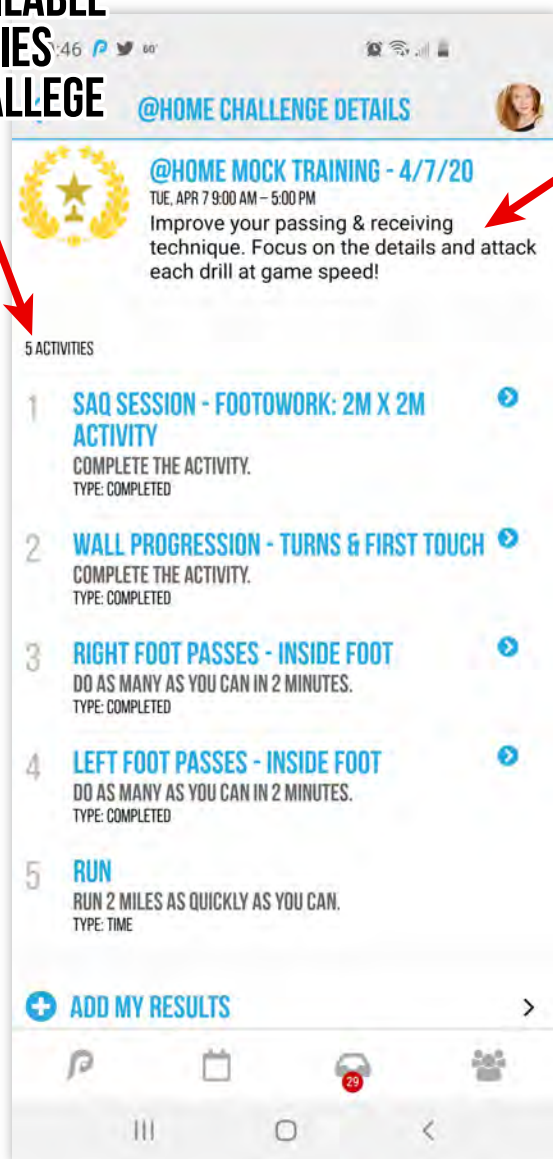 IES
ALLEGE
:46
60°
@HOME CHALLENGE DETAILS
@HOME MOCK TRAINING - 4/7/20
TUE, APR 7 9:00 AM – 5:00 PM
Improve your passing & receiving
technique. Focus on the details and attack
each drill at game speed!
5 ACTIVITIES
1 SAQ SESSION - FOOTOWORK: 2M X 2M
ACTIVITY
COMPLETE THE ACTIVITY.
TYPE: COMPLETED
2 WALL PROGRESSION - TURNS & FIRST TOUCH
COMPLETE THE ACTIVITY.
TYPE: COMPLETED
3 RIGHT FOOT PASSES - INSIDE FOOT
DO AS MANY AS YOU CAN IN 2 MINUTES.
TYPE: COMPLETED
4 LEFT FOOT PASSES - INSIDE FOOT
DO AS MANY AS YOU CAN IN 2 MINUTES.
TYPE: COMPLETED
5 RUN
RUN 2 MILES AS QUICKLY AS YOU CAN.
TYPE: TIME
ADD MY RESULTS
29